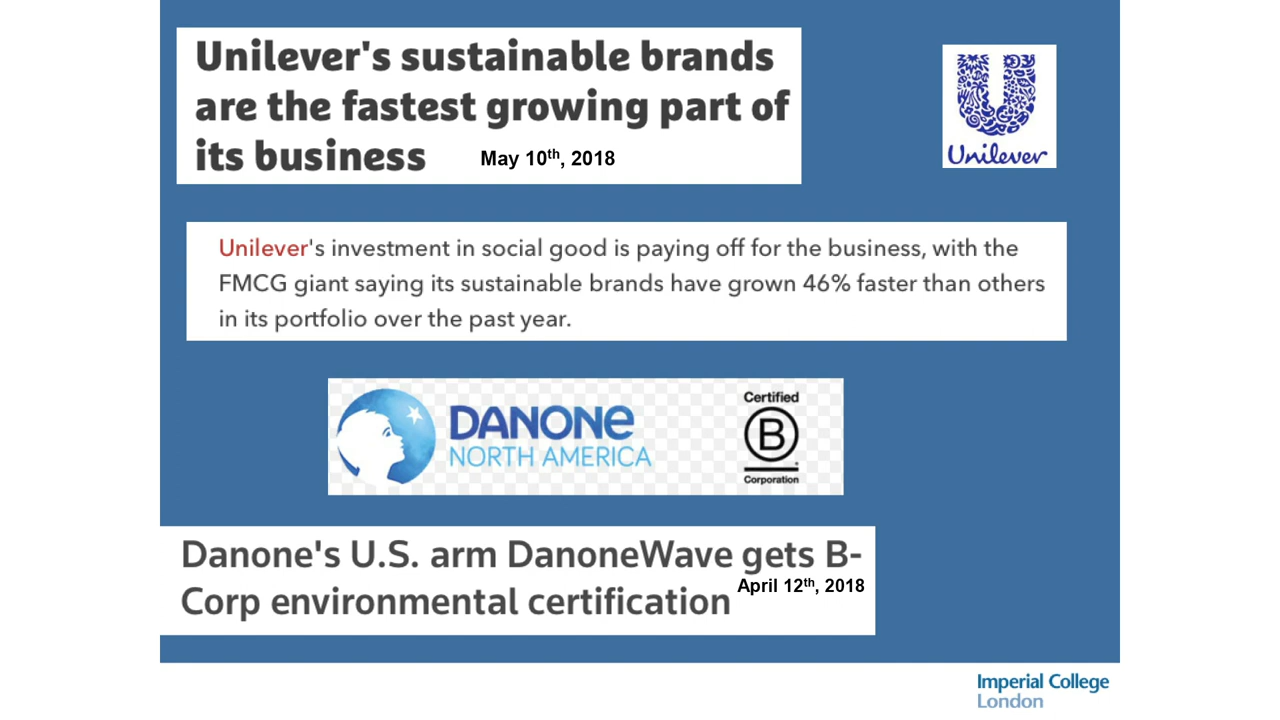 Unilever's sustainable brands
are the fastest growing part of
its business
May 10th, 2018
Unilever
Unilever's investment in social good is paying off for the business, with the
FMCG giant saying its sustainable brands have grown 46% faster than others
in its portfolio over the past year.
DANONE
NORTH AMERICA
Certified
B
Corporation
Danone's U.S. arm DanoneWave gets B-
Corp environmental certification
April 12th, 2018
Imperial College
London